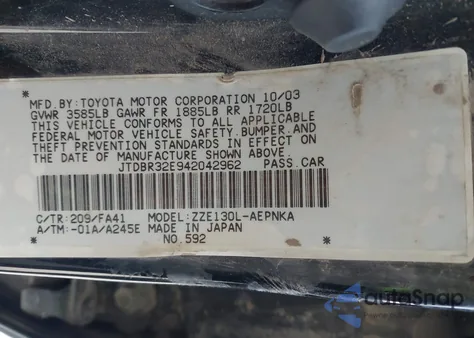 MFD.BY:TOYOTA MOTOR CORPORATION 10/03
GVWR 3585LB GAWR FR 1885LB RR 1720LB
THIS VEHICLE CONFORMS TO ALL APPLICABLE
FEDERAL MOTOR VEHICLE SAFETY,BUMPER,AND
THEFT PREVENTION STANDARDS IN EFFECT ON
THE DATE OF MANUFACTURE SHOWN ABOVE.
JTDBR32E942042962 PASS.CAR
* *
C/TR:209/FA41 MODEL:ZZE130L-AEPNKA
A/TM:-01A/A245E MADE IN JAPAN
* NO.592 *
autoSnap